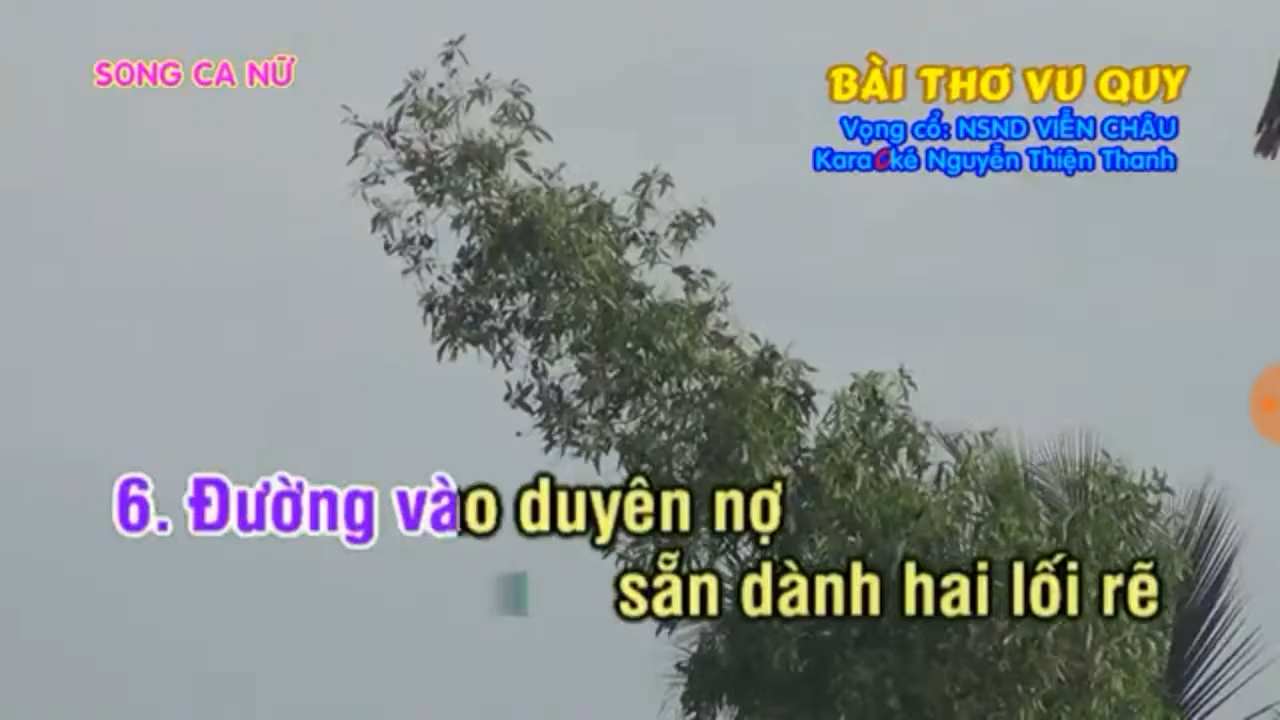 SONG CA NỮ
BÀI THƠ VU QUY
Vọng cổ: NSND VIỄN CHÂU
Karaoké Nguyễn Thiện Thanh
6. Đường vào duyên nợ
sẵn dành hai lối rẽ